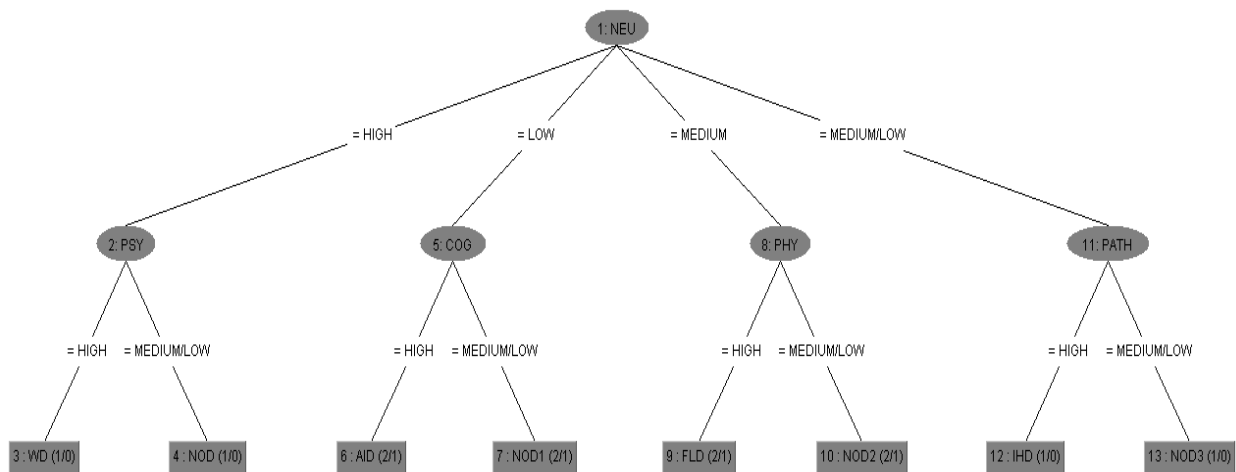 1: NEU
= HIGH
= LOW
= MEDIUM
= MEDIUM/LOW
2: PSY
5: COG
8: PHY
11: PATH
= HIGH
= MEDIUM/LOW
= HIGH
= MEDIUM/LOW
= HIGH
= MEDIUM/LOW
= HIGH
= MEDIUM/LOW
3 : WD (1/0)
4 : NOD (1/0)
6 : AID (2/1)
7 : NOD1 (2/1)
9 : FLD (2/1)
10 : NOD2 (2/1)
12 : IHD (1/0)
13 : NOD3 (1/0)